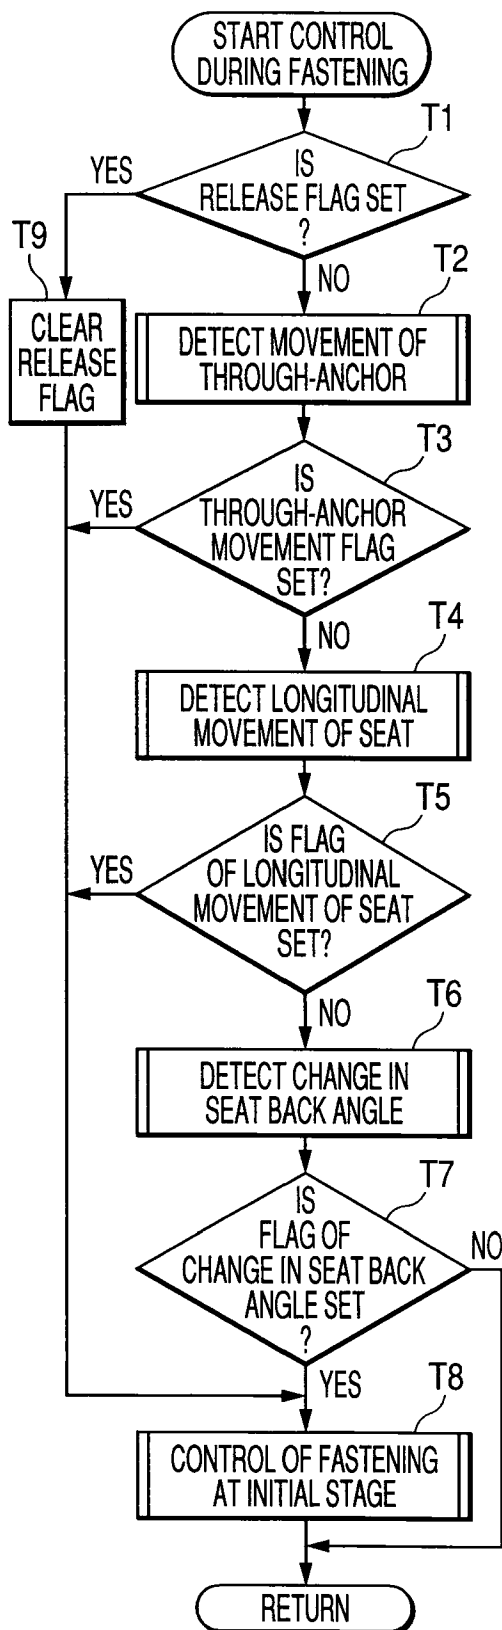 START CONTROL
DURING FASTENING
T1
IS
RELEASE FLAG SET
?
YES
NO
T9
CLEAR
RELEASE
FLAG
T2
DETECT MOVEMENT OF
THROUGH-ANCHOR
T3
IS
THROUGH-ANCHOR
MOVEMENT FLAG
SET?
YES
NO
T4
DETECT LONGITUDINAL
MOVEMENT OF SEAT
T5
IS FLAG
OF LONGITUDINAL
MOVEMENT OF SEAT
SET?
YES
NO
T6
DETECT CHANGE IN
SEAT BACK ANGLE
T7
IS
FLAG OF
CHANGE IN SEAT BACK
ANGLE SET
?
NO
YES
T8
CONTROL OF FASTENING
AT INITIAL STAGE
RETURN